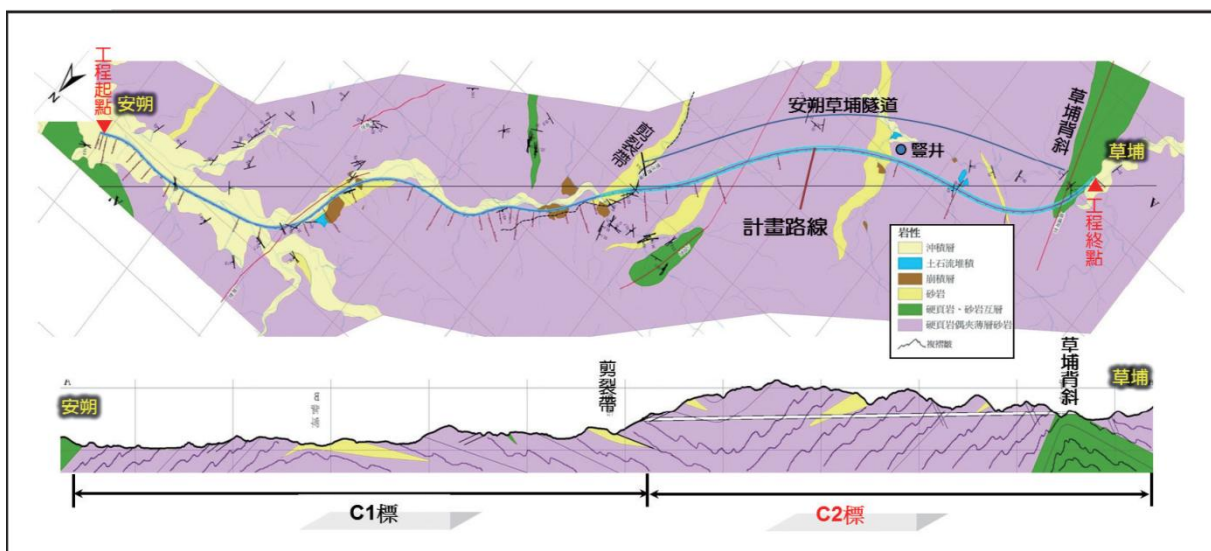 工程起點
安朔
N
剪裂帶
安朔草埔隧道
豎井
草埔背斜
草埔
工程終點
計畫路線
岩性
沖積層
土石流堆積
崩積層
砂岩
硬頁岩、砂岩互層
硬頁岩偶夾薄層砂岩
複褶皺
安朔
剪裂帶
草埔背斜
草埔
C1標
C2標